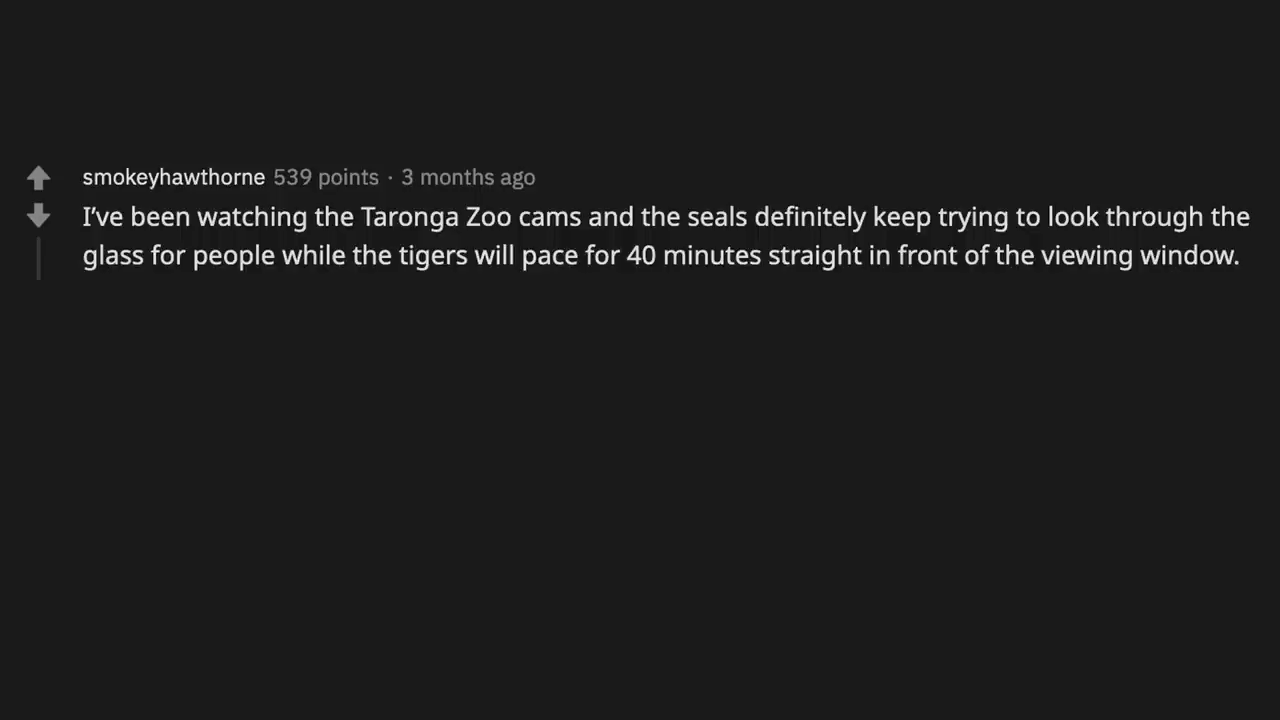 smokeyhawthorne 539 points · 3 months ago
I’ve been watching the Taronga Zoo cams and the seals definitely keep trying to look through the
glass for people while the tigers will pace for 40 minutes straight in front of the viewing window.